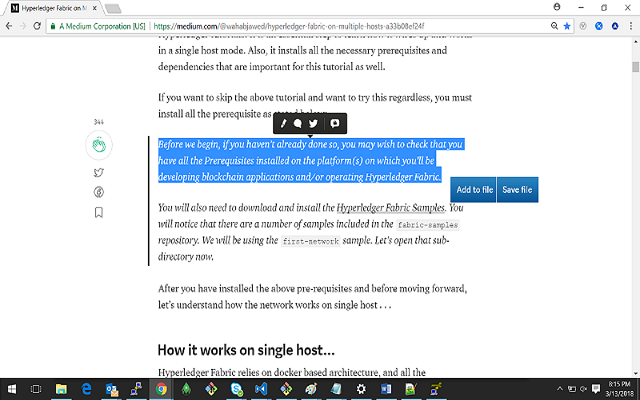 Hyperledger Fabric on M
A Medium Corporation [US] https://medium.com/@wahabjawed/hyperledger-fabric-on-multiple-hosts-a33b08ef24f
in a single host mode. Also, it installs all the necessary prerequisites and
dependencies that are important for this tutorial as well.
If you want to skip the above tutorial and want to try this regardless, you must
install all the prerequisite as
344
Before we begin, if you haven't already done so, you may wish to check that you
have all the Prerequisites installed on the platform(s) on which you'll be
developing blockchain applications and/or operating Hyperledger Fabric.
Add to file Save file
You will also need to download and install the Hyperledger Fabric Samples. You
will notice that there are a number of samples included in the fabric-samples
repository. We will be using the first-network sample. Let's open that sub-
directory now.
After you have installed the above pre-requisites and before moving forward,
let's understand how the network works on single host . . .
How it works on single host...
Hyperledger Fabric relies on docker based architecture, and all the
8:15 PM
3/13/2018